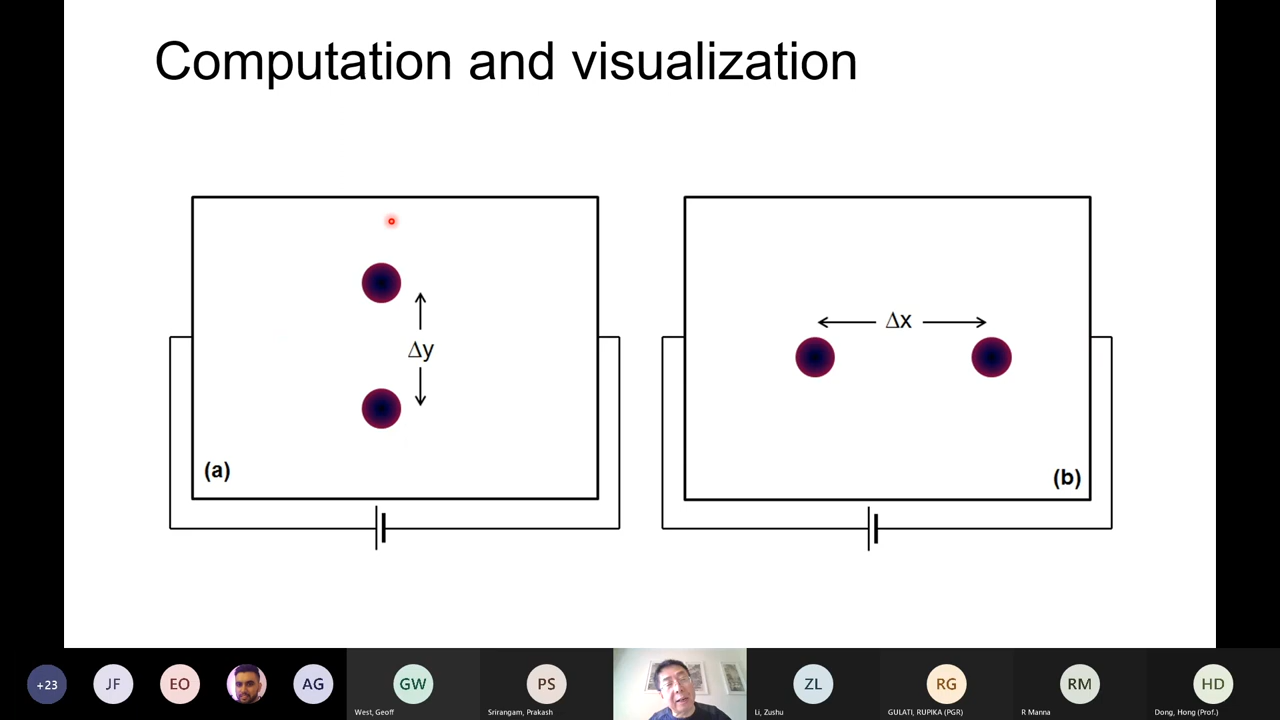 Computation and visualization
Δy
(a)
Δx
(b)
+23
JF
EO
AG
GW
West, Geoff
PS
Srirangam, Prakash
ZL
Li, Zushu
RG
GULATI, RUPIKA (PGR)
RM
R Manna
HD
Dong, Hong (Prof.)